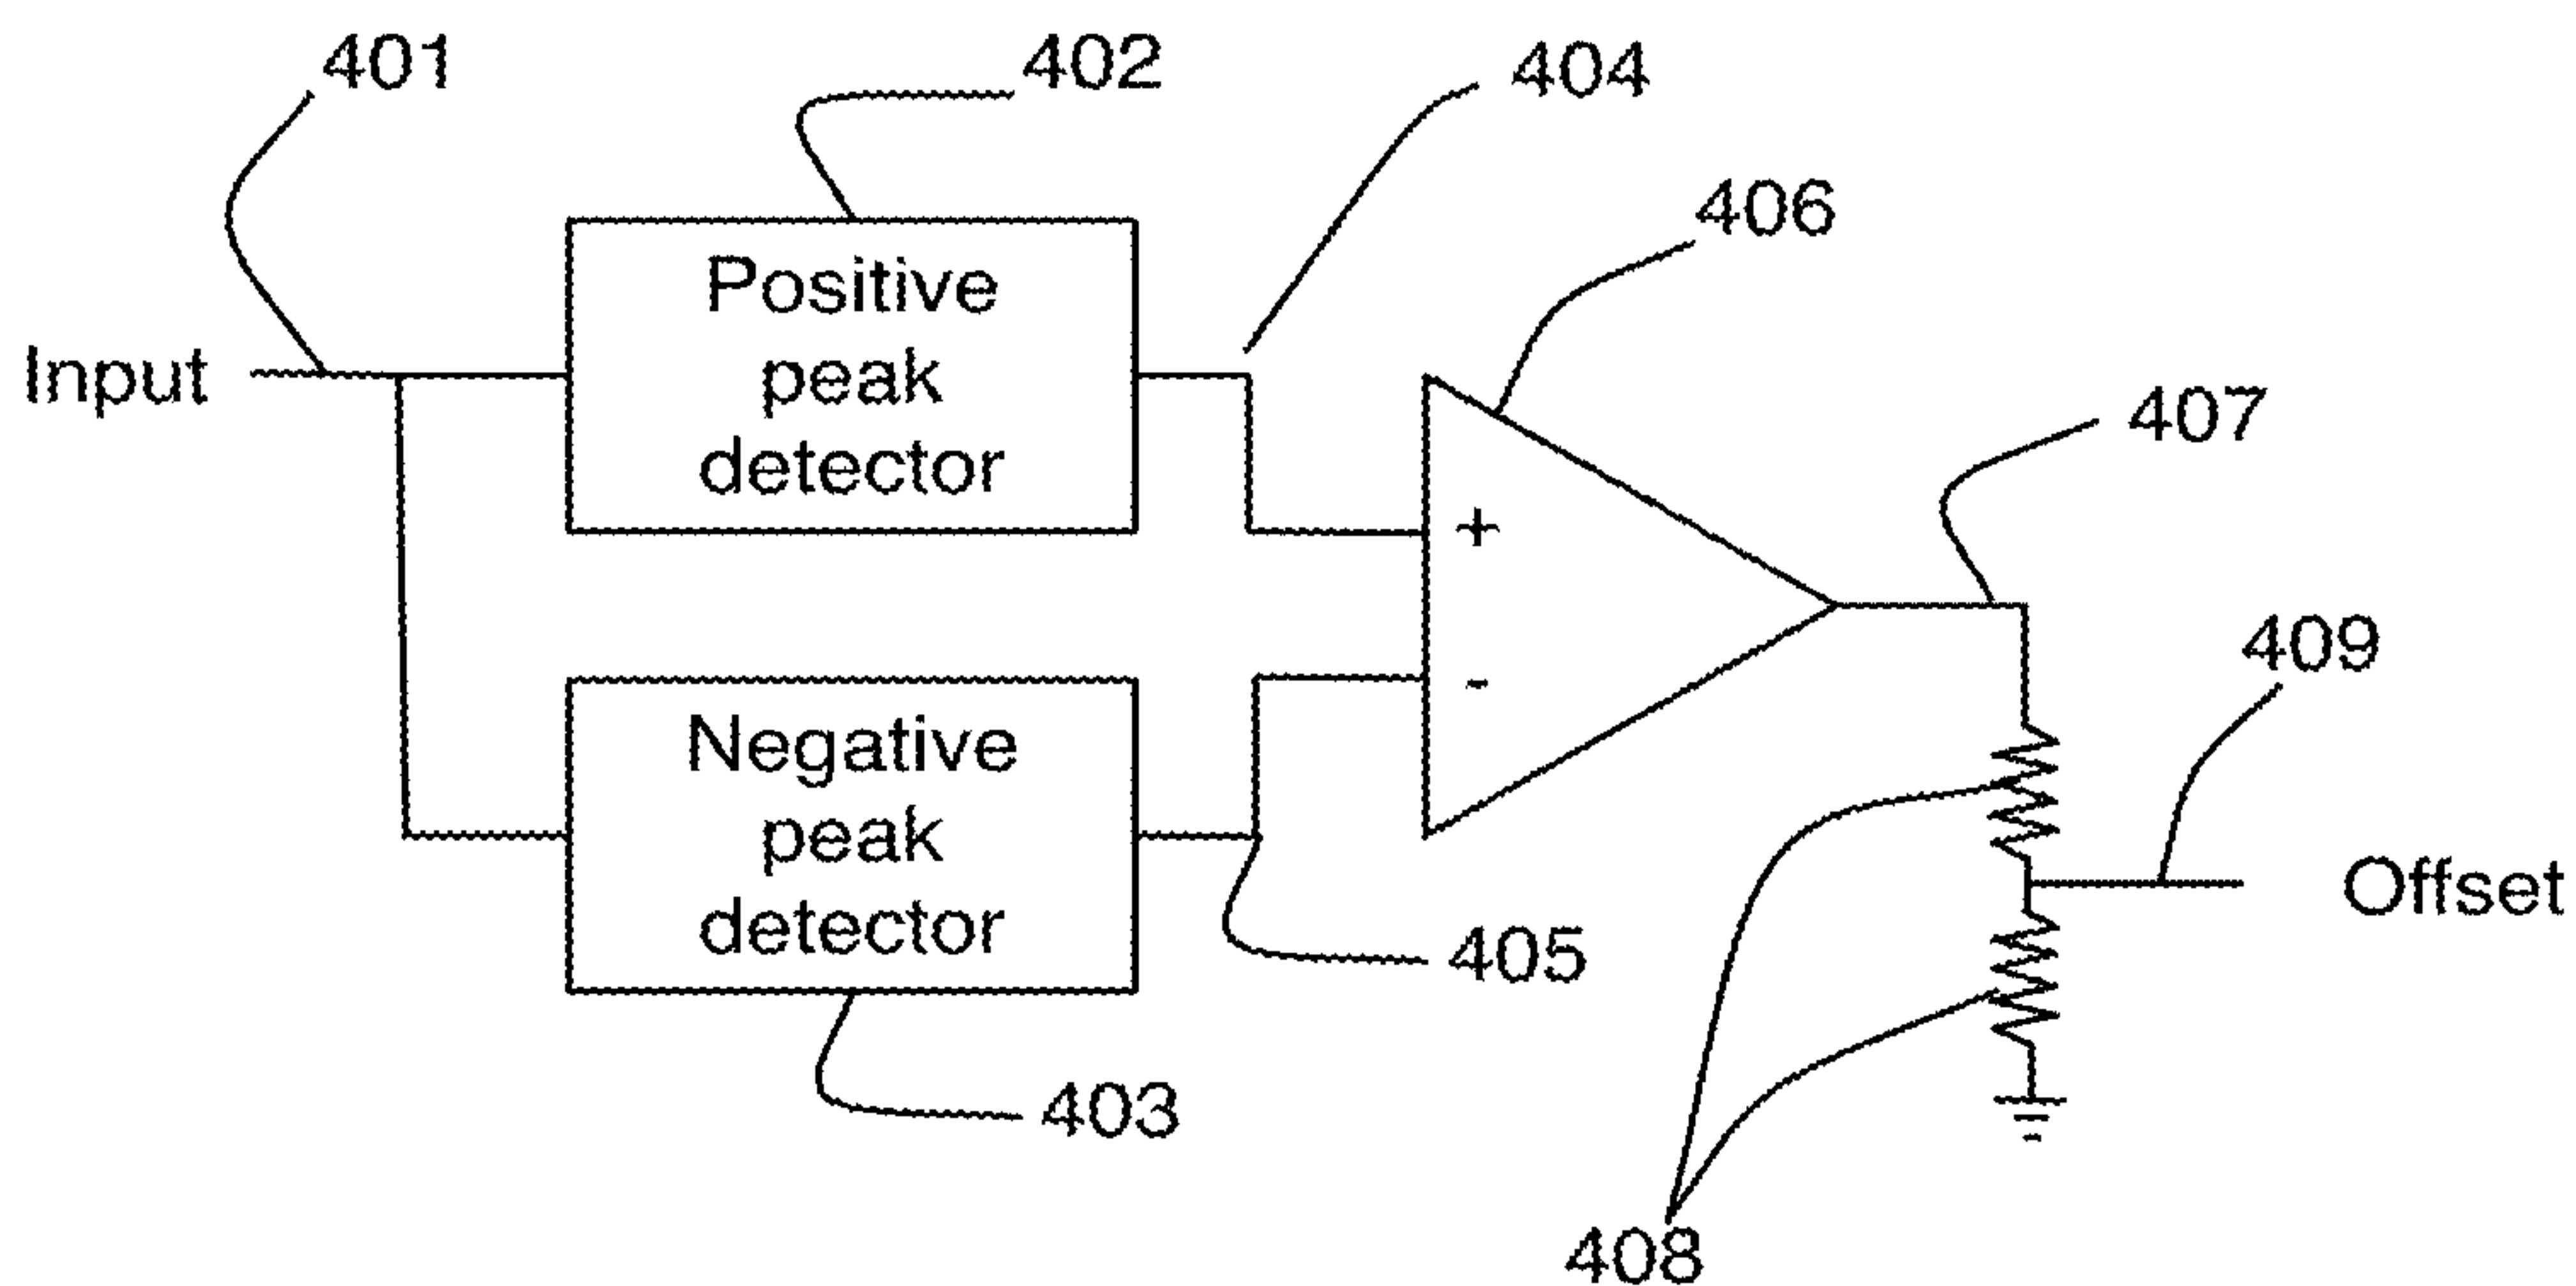 401
402
404
406
Positive
peak
detector
Input
407
+
-
409
Negative
peak
detector
Offset
405
403
408